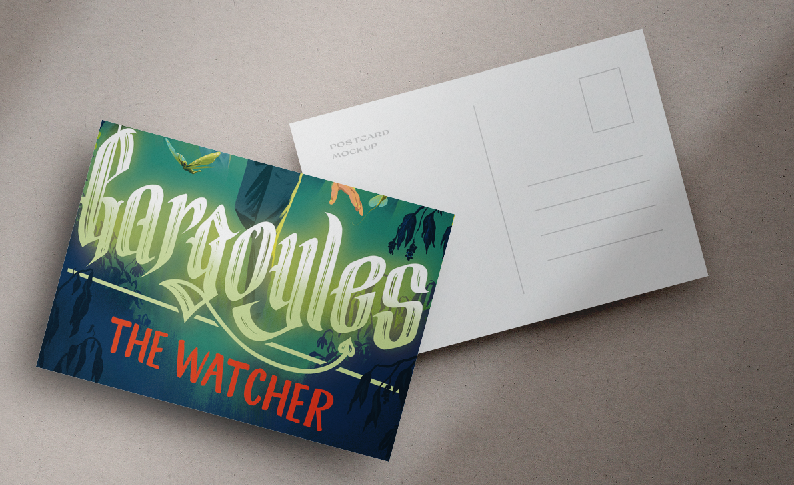 Gargoyles
THE WATCHER
POSTCARD
MOCKUP